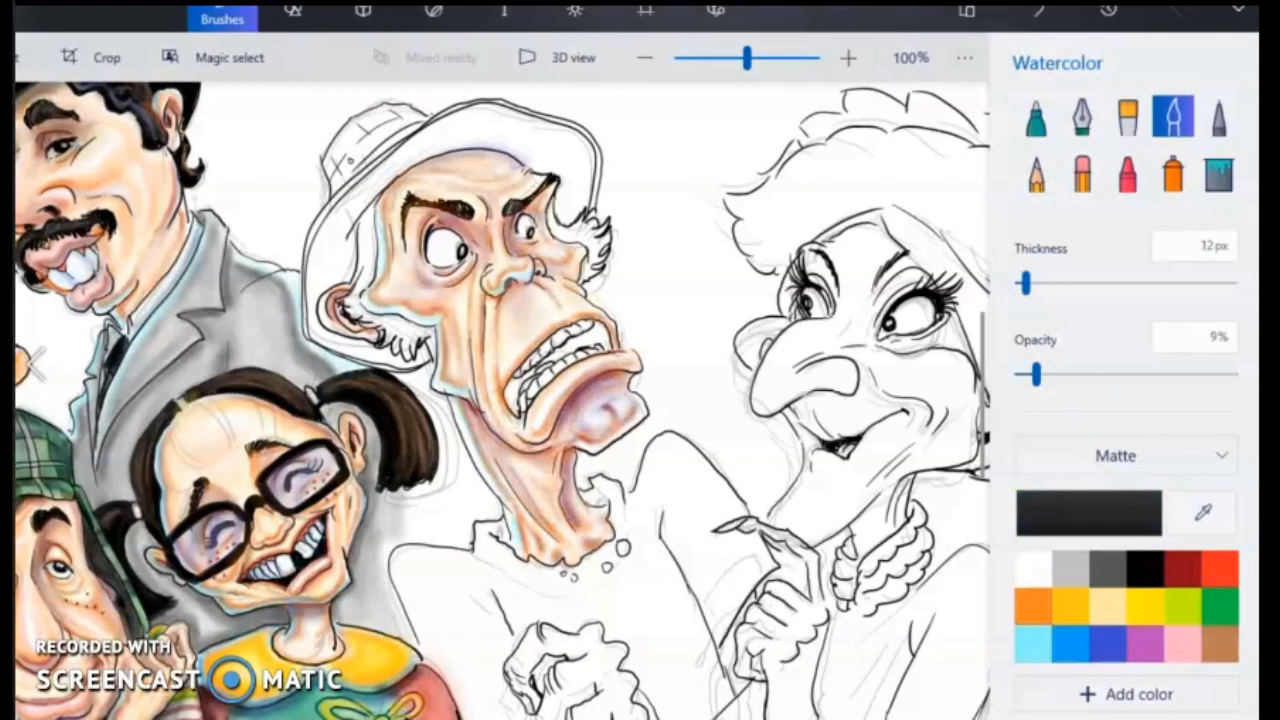 Brushes
Crop
Magic select
Mixed reality
3D view
100%
Watercolor
Thickness
12px
Opacity
9%
Matte
Add color
RECORDED WITH
SCREENCAST MATIC